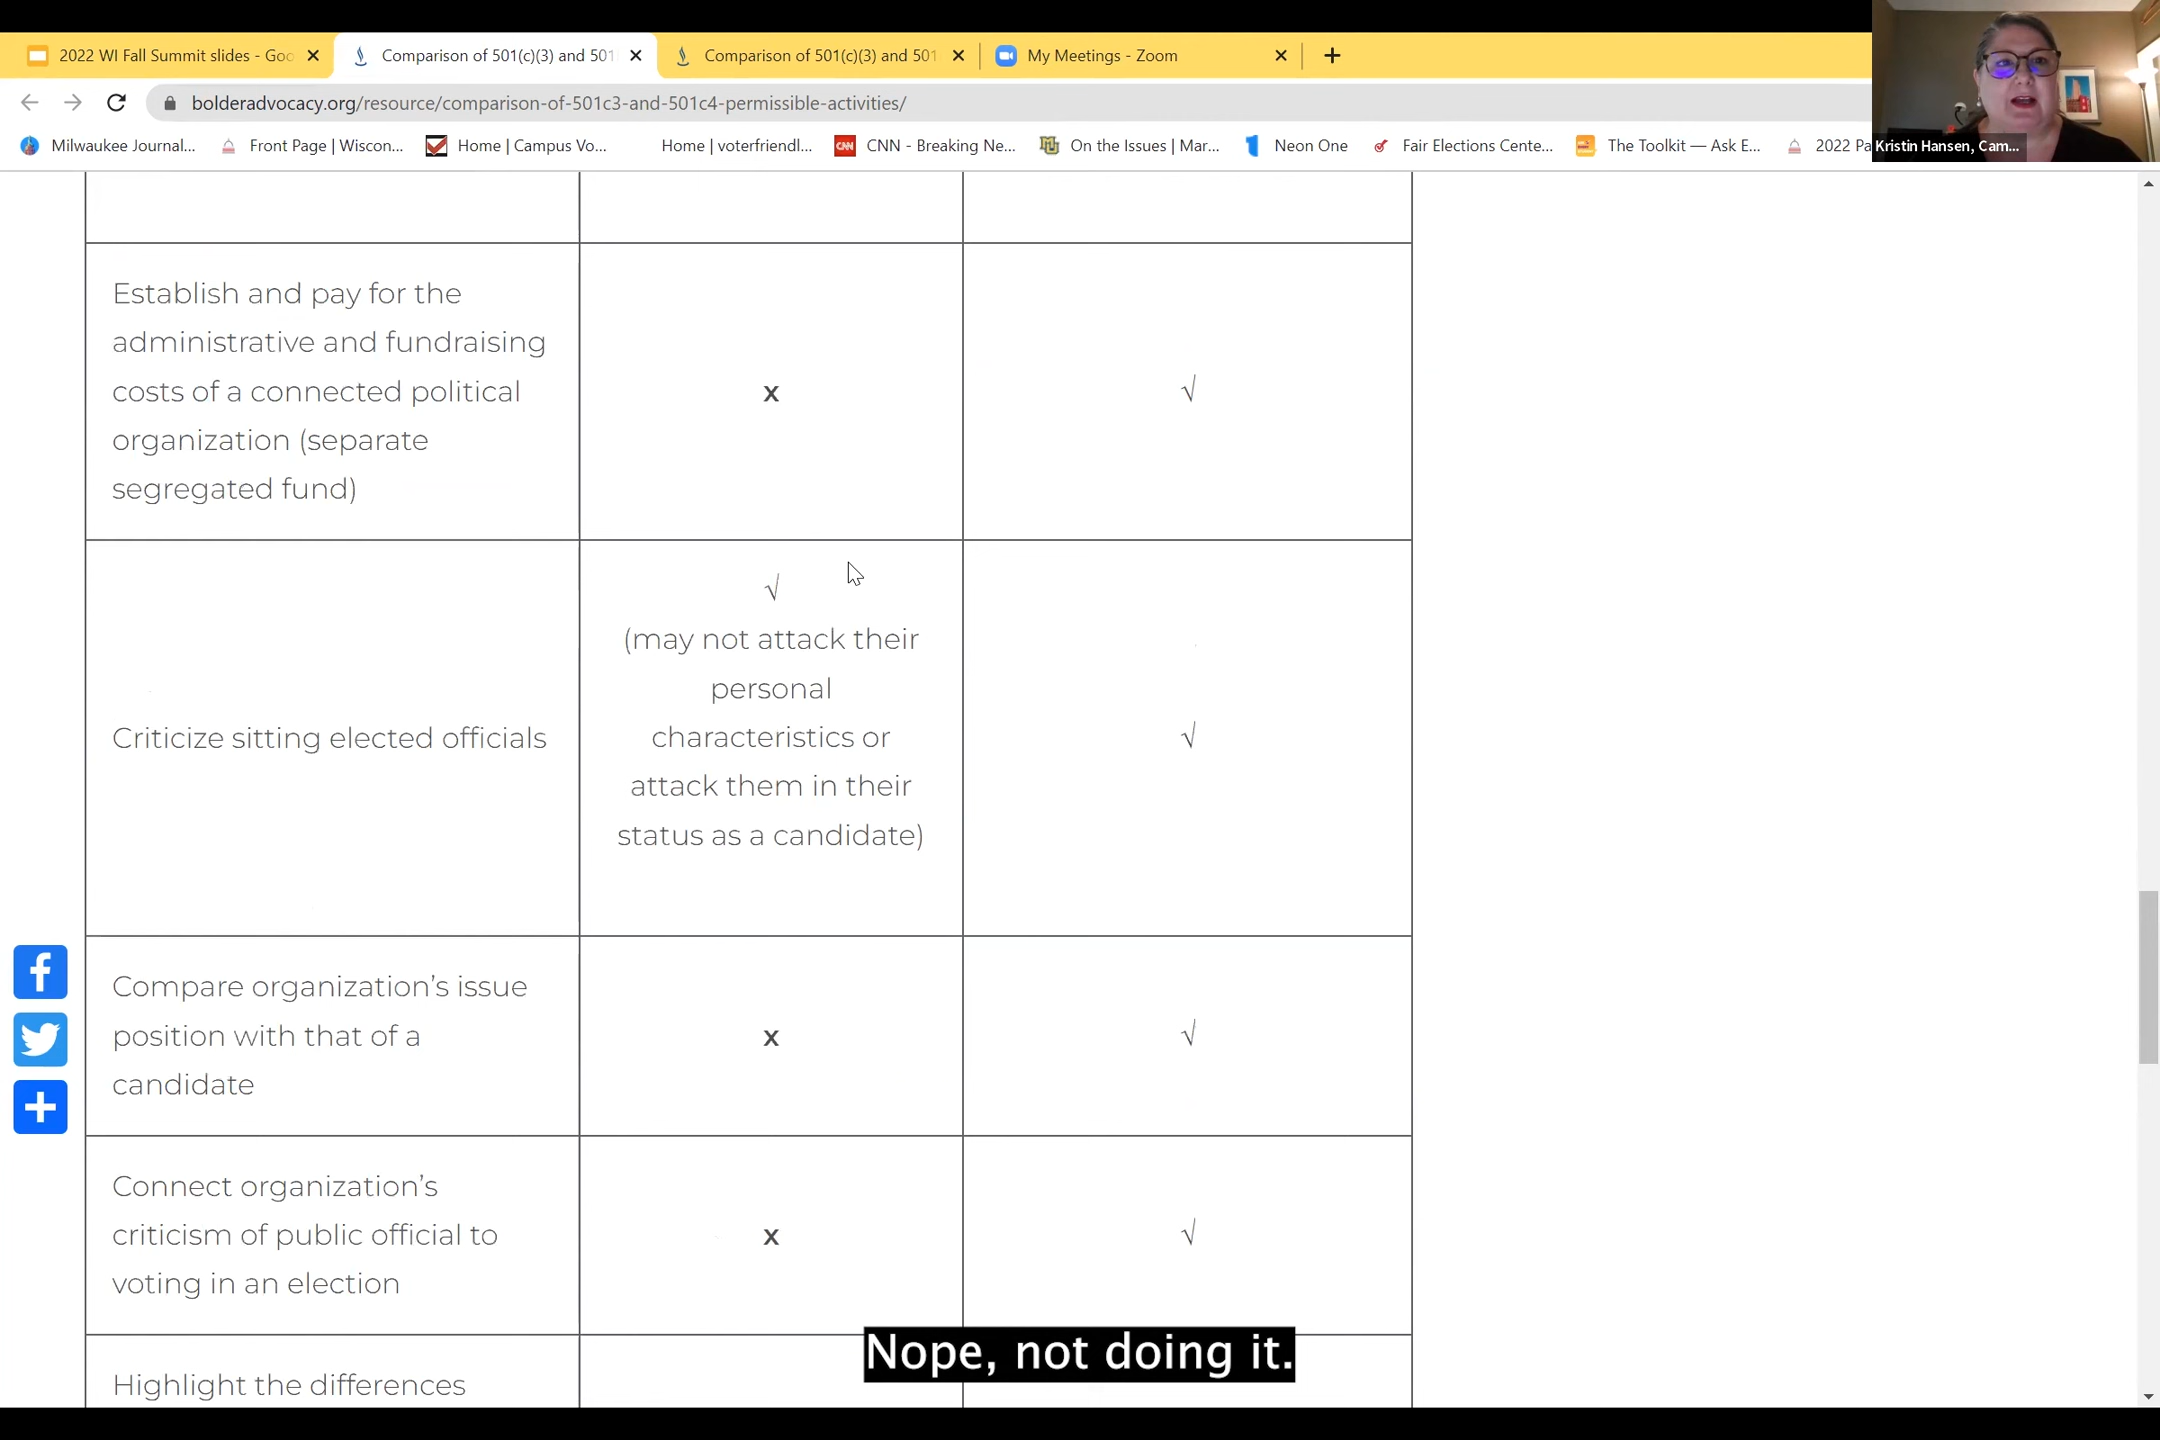 2022 WI Fall Summit slides - Goo
Comparison of 501(c)(3) and 501
Comparison of 501(c)(3) and 501
My Meetings - Zoom
bolderadvocacy.org/resource/comparison-of-501c3-and-501c4-permissible-activities/
Milwaukee Journal...
Front Page | Wiscon...
Home | Campus Vo...
Home | voterfriendl...
CNN
CNN - Breaking Ne...
On the Issues | Mar...
Neon One
Fair Elections Cente...
The Toolkit — Ask E...
2022 Pa
Kristin Hansen, Cam...
Establish and pay for the
administrative and fundraising
costs of a connected political
organization (separate
segregated fund)
x
√
Criticize sitting elected officials
√
(may not attack their
personal
characteristics or
attack them in their
status as a candidate)
√
Compare organization’s issue
position with that of a
candidate
x
√
Connect organization’s
criticism of public official to
voting in an election
x
√
Highlight the differences
Nope, not doing it.